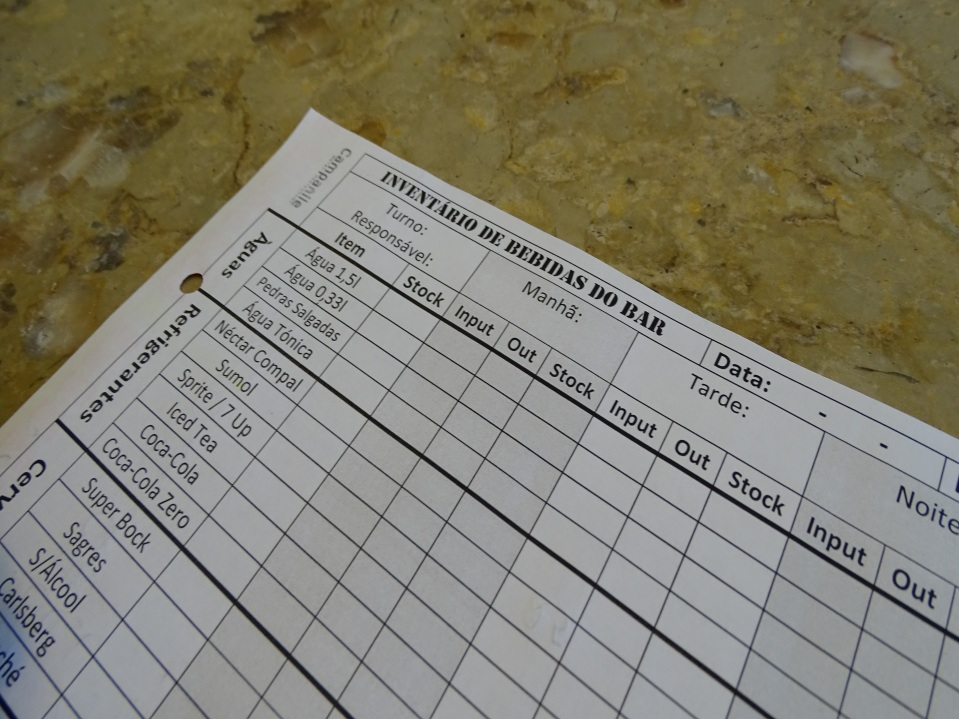 Campanile
INVENTÁRIO DE BEBIDAS DO BAR
Data: - -
Turno: Manhã: Tarde: Noite
Responsável:
Item Stock Input Out Stock Input Out Stock Input Out
Águas
Água 1,5l
Água 0,33l
Pedras Salgadas
Água Tónica
Refrigerantes
Néctar Compal
Sumol
Sprite / 7 Up
Iced Tea
Coca-Cola
Coca-Cola Zero
Cerv
Super Bock
Sagres
S/Álcool
Carlsberg
ché